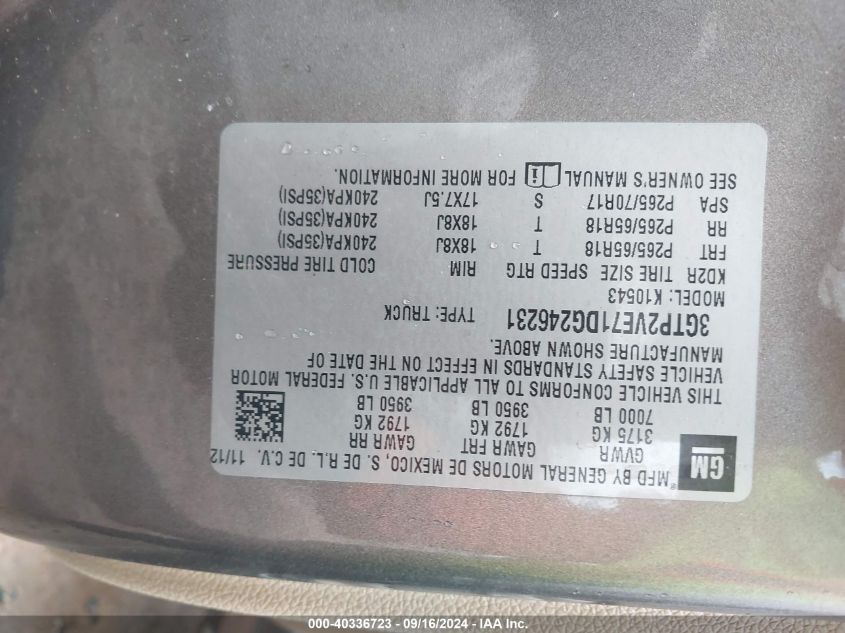 GM
MFD BY GENERAL MOTORS DE MEXICO, S. DE R.L. DE C.V. 11/12
GVWR GAWR FRT GAWR RR
3175 KG 1792 KG 1792 KG
7000 LB 3950 LB 3950 LB
THIS VEHICLE CONFORMS TO ALL APPLICABLE U.S. FEDERAL MOTOR
VEHICLE SAFETY STANDARDS IN EFFECT ON THE DATE OF
MANUFACTURE SHOWN ABOVE.
3GTP2VE71DG246231 TYPE: TRUCK
MODEL: K10543
KD2R TIRE SIZE SPEED RTG RIM COLD TIRE PRESSURE
FRT P265/65R18 T 18X8J 240KPA(35PSI)
RR P265/65R18 T 18X8J 240KPA(35PSI)
SPA P265/70R17 S 17X7.5J 240KPA(35PSI)
SEE OWNER'S MANUAL FOR MORE INFORMATION.
000-40336723 - 09/16/2024 - IAA Inc.